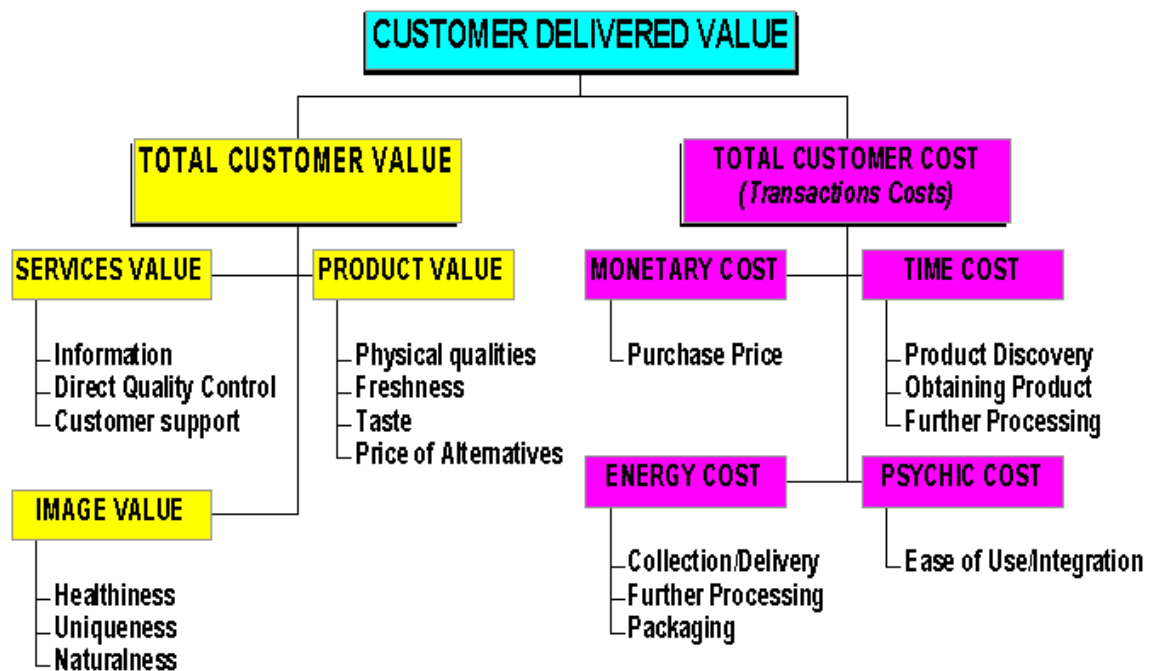 CUSTOMER DELIVERED VALUE
TOTAL CUSTOMER VALUE
TOTAL CUSTOMER COST
(Transactions Costs)
SERVICES VALUE
PRODUCT VALUE
MONETARY COST
TIME COST
Information
Direct Quality Control
Customer support
Physical qualities
Freshness
Taste
Price of Alternatives
Purchase Price
Product Discovery
Obtaining Product
Further Processing
IMAGE VALUE
ENERGY COST
PSYCHIC COST
Healthiness
Uniqueness
Naturalness
Collection/Delivery
Further Processing
Packaging
Ease of Use/Integration